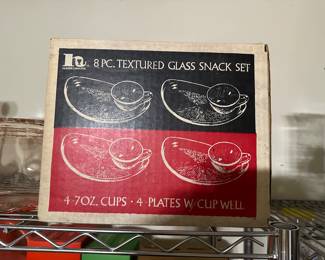 8 PC. TEXTURED GLASS SNACK SET
4-7OZ. CUPS · 4-PLATES W/CUP WELL